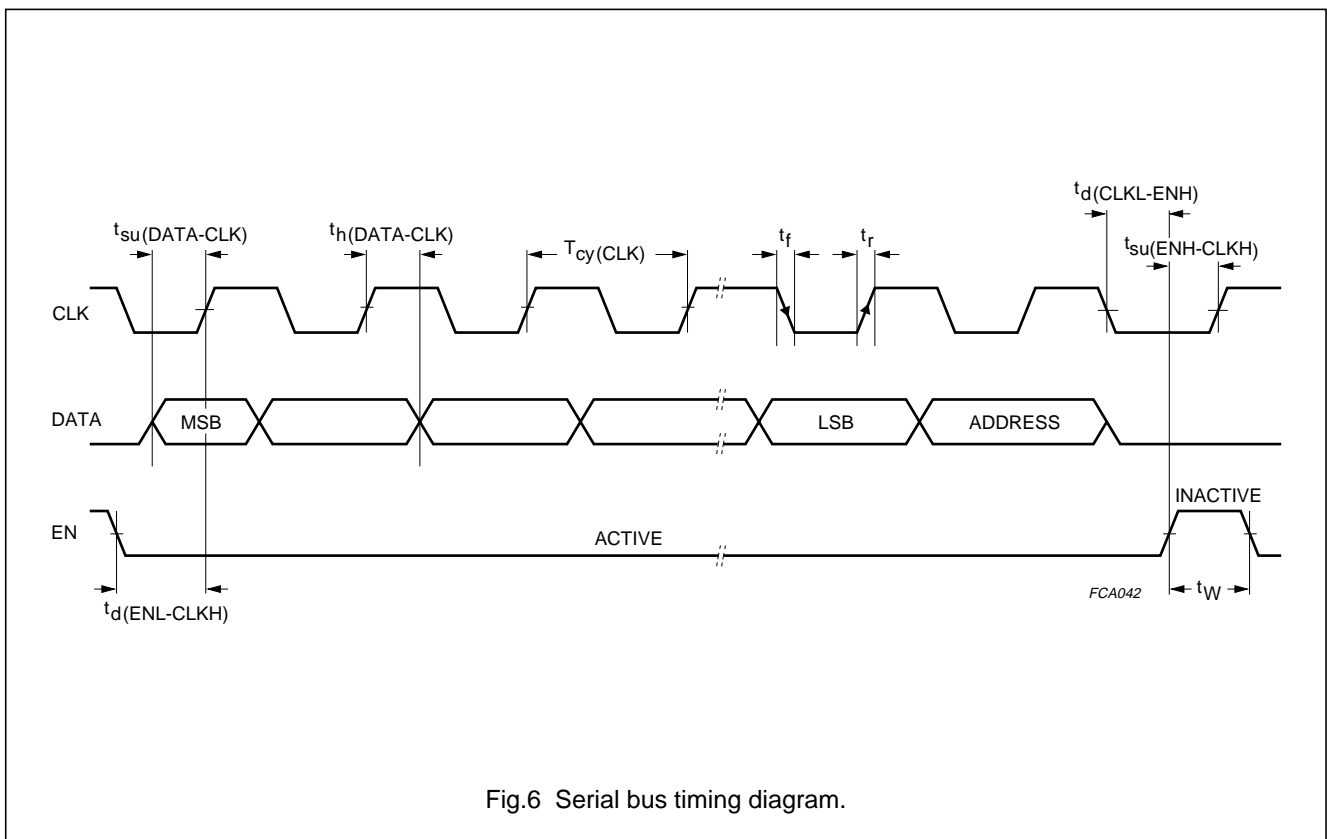 td(CLKL-ENH)
tsu(DATA-CLK) th(DATA-CLK) Tcy(CLK) tf tr tsu(ENH-CLKH)
CLK
DATA MSB LSB ADDRESS
INACTIVE
EN ACTIVE
td(ENL-CLKH) FCA042 tW
Fig.6 Serial bus timing diagram.